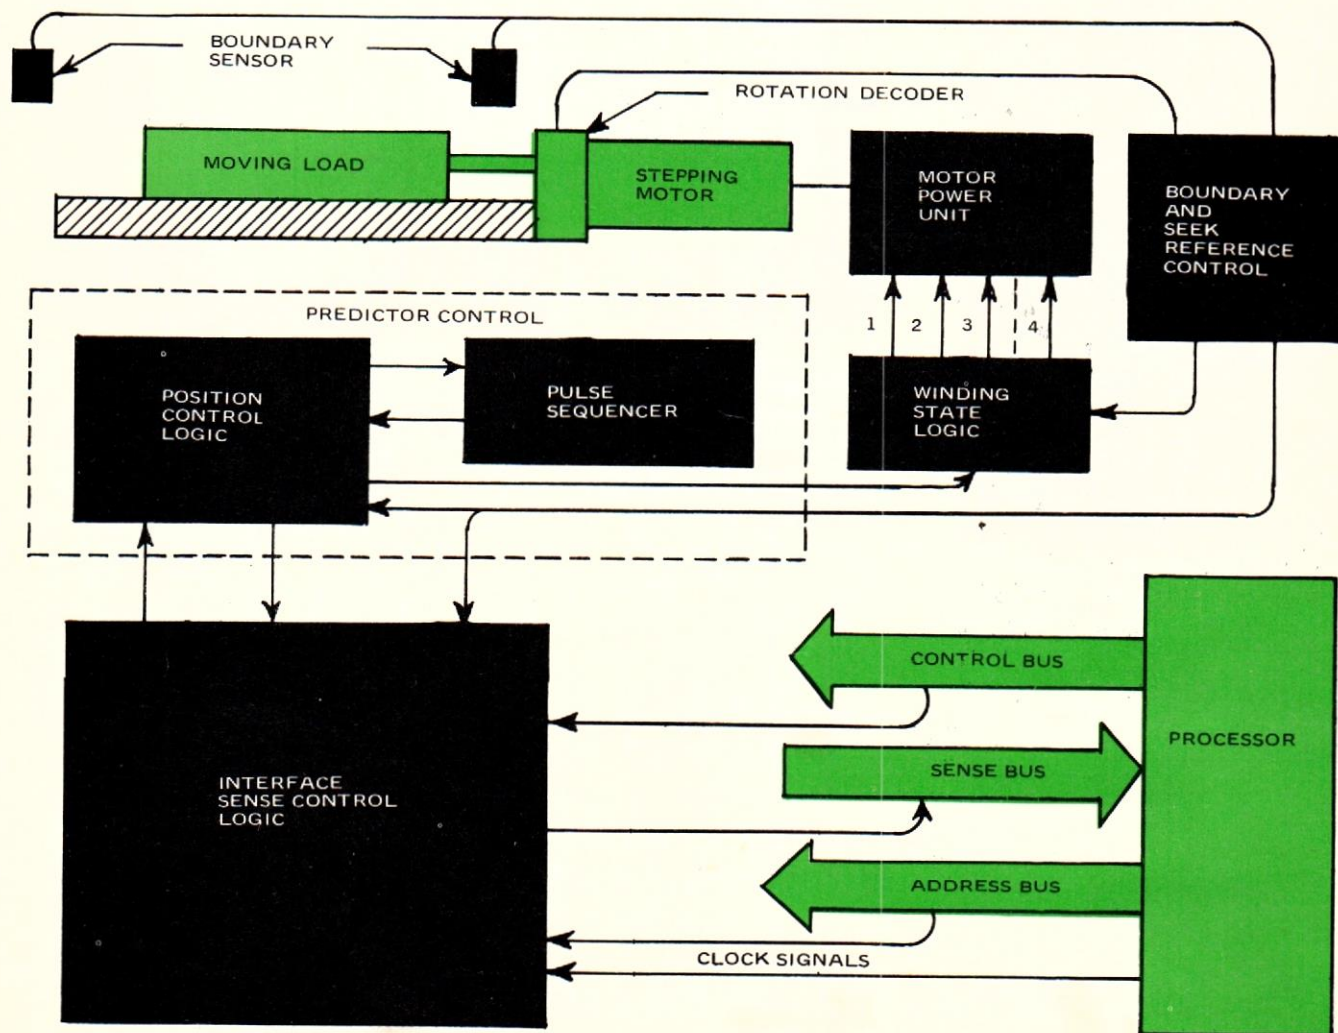 BOUNDARY
SENSOR
ROTATION DECODER
MOVING LOAD
STEPPING
MOTOR
MOTOR
POWER
UNIT
BOUNDARY
AND
SEEK
REFERENCE
CONTROL
PREDICTOR CONTROL
1 2 3 4
POSITION
CONTROL
LOGIC
PULSE
SEQUENCER
WINDING
STATE
LOGIC
CONTROL BUS
PROCESSOR
SENSE BUS
INTERFACE
SENSE CONTROL
LOGIC
ADDRESS BUS
CLOCK SIGNALS